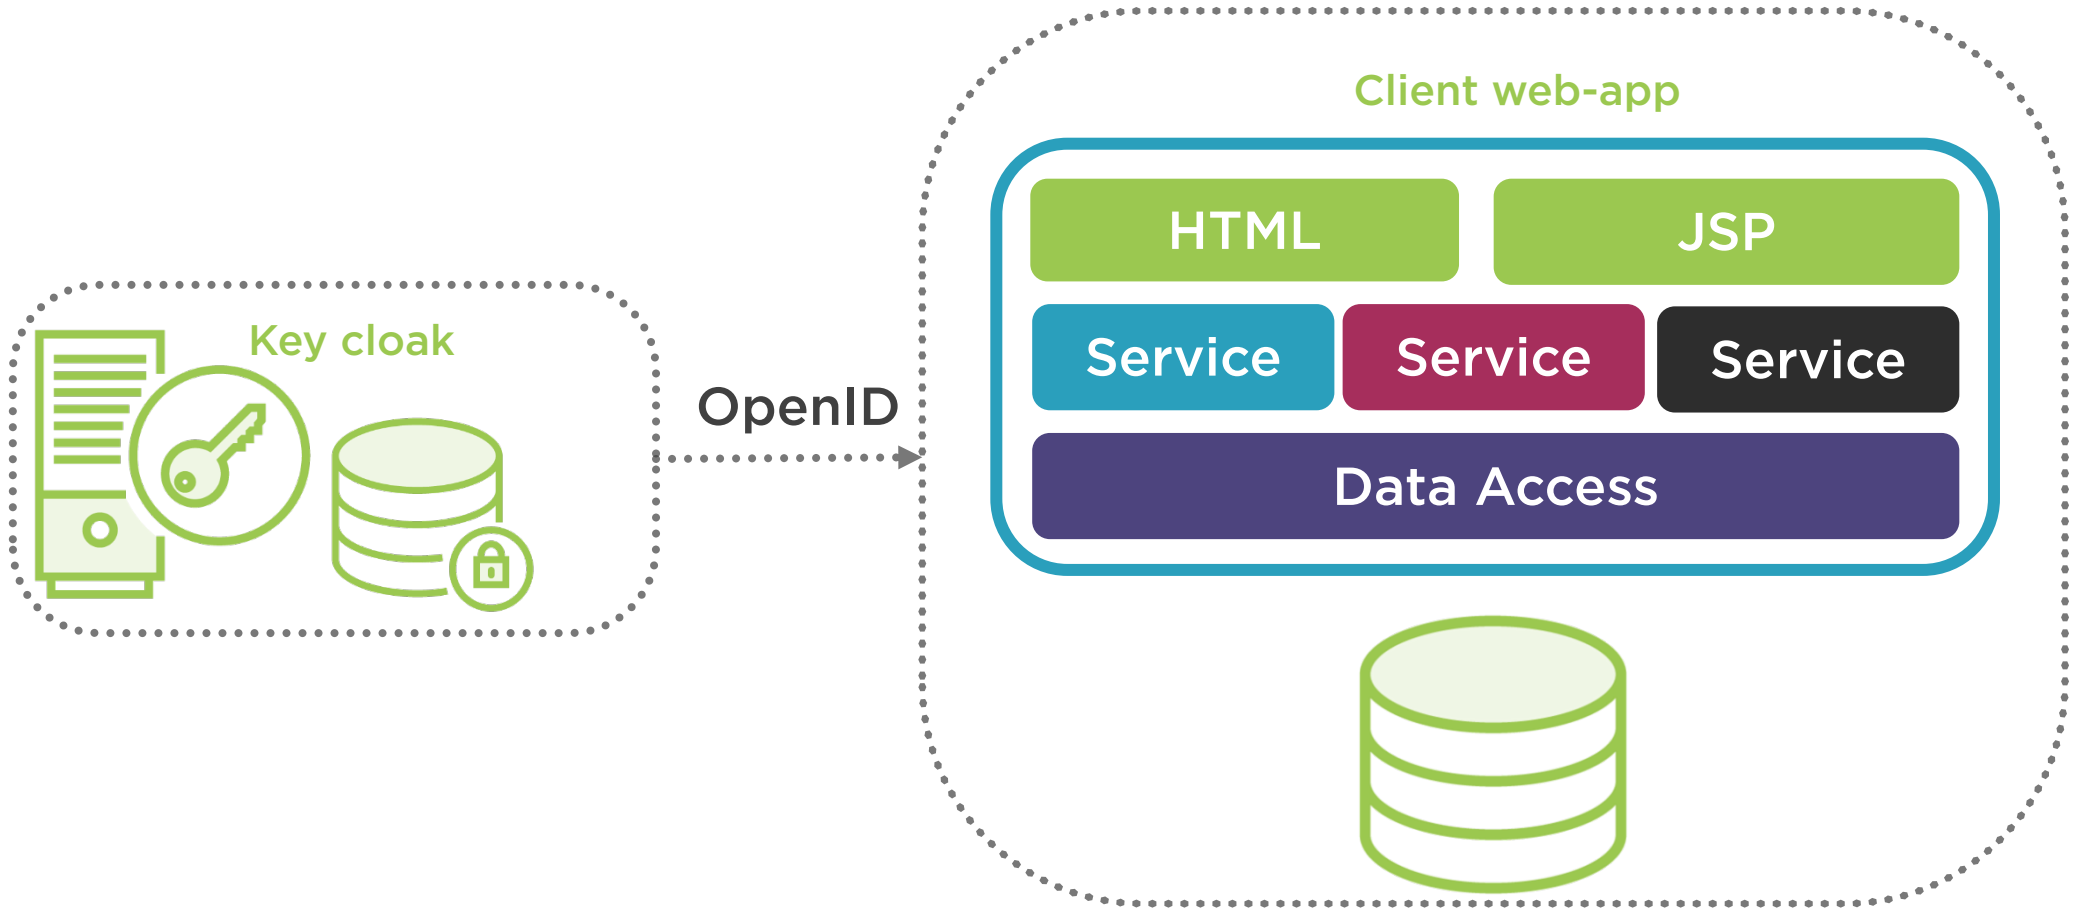 Client web-app
HTML
JSP
Key cloak
Service
Service
Service
OpenID
Data Access